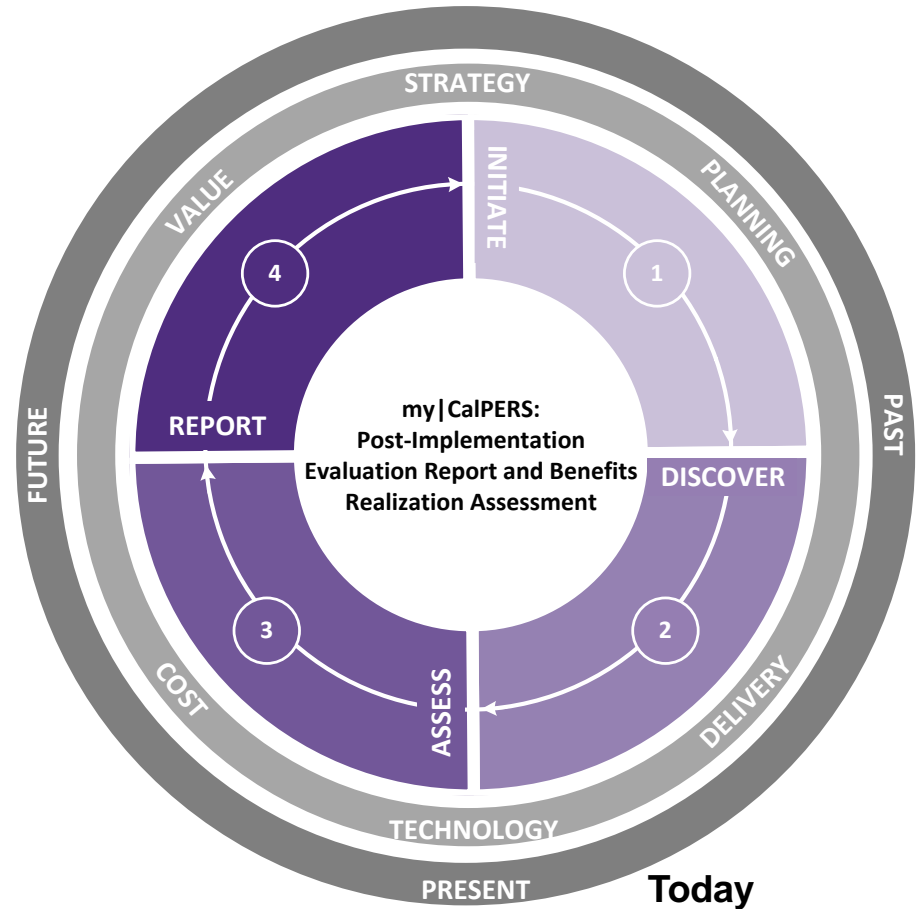 STRATEGY
VALUE
PLANNING
INITIATE
4
1
my|CalPERS:
Post-Implementation
Evaluation Report and Benefits
Realization Assessment
FUTURE
PAST
REPORT
DISCOVER
3
2
ASSESS
COST
DELIVERY
TECHNOLOGY
PRESENT
Today